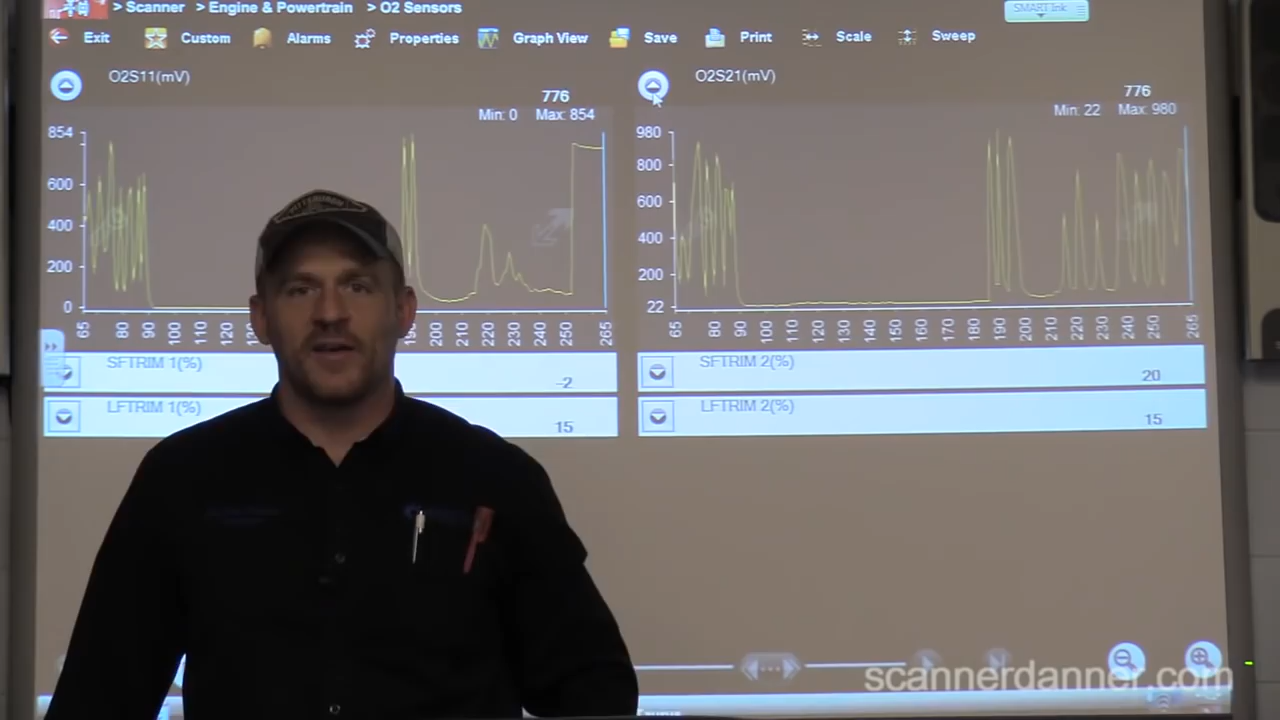 > Scanner > Engine & Powertrain > O2 Sensors
SMART Ink
Exit Custom Alarms Properties Graph View Save Print Scale Sweep
O2S11(mV)
776
Min: 0 Max: 854
854
600
400
200
0
65 80 90 100 110 120 190 200 210 220 230 240 250 265
O2S21(mV)
776
Min: 22 Max: 980
980
800
600
400
200
22
65 80 90 100 110 120 130 140 150 160 170 180 190 200 210 220 230 240 250 265
SFTRIM 1(%)
-2
SFTRIM 2(%)
20
LFTRIM 1(%)
15
LFTRIM 2(%)
15
scannerdanner.com